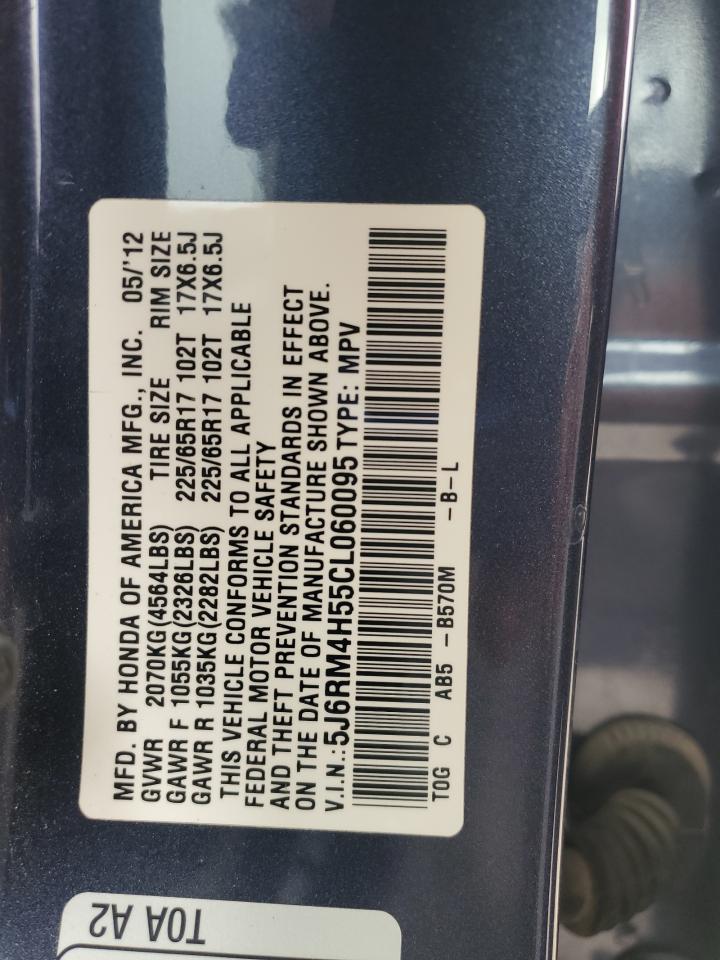 MFD. BY HONDA OF AMERICA MFG., INC. 05/'12
GVWR 2070KG(4564LBS) TIRE SIZE RIM SIZE
GAWR F 1055KG(2326LBS) 225/65R17 102T 17X6.5J
GAWR R 1035KG(2282LBS) 225/65R17 102T 17X6.5J
THIS VEHICLE CONFORMS TO ALL APPLICABLE
FEDERAL MOTOR VEHICLE SAFETY
AND THEFT PREVENTION STANDARDS IN EFFECT
ON THE DATE OF MANUFACTURE SHOWN ABOVE.
V.I.N.:5J6RM4H55CL060095 TYPE: MPV
TOG C AB5 -B570M -B-L
TOA A2